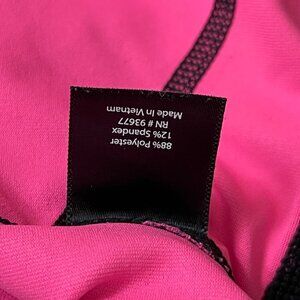 88% Polyester
12% Spandex
RN # 93677
Made In Vietnam